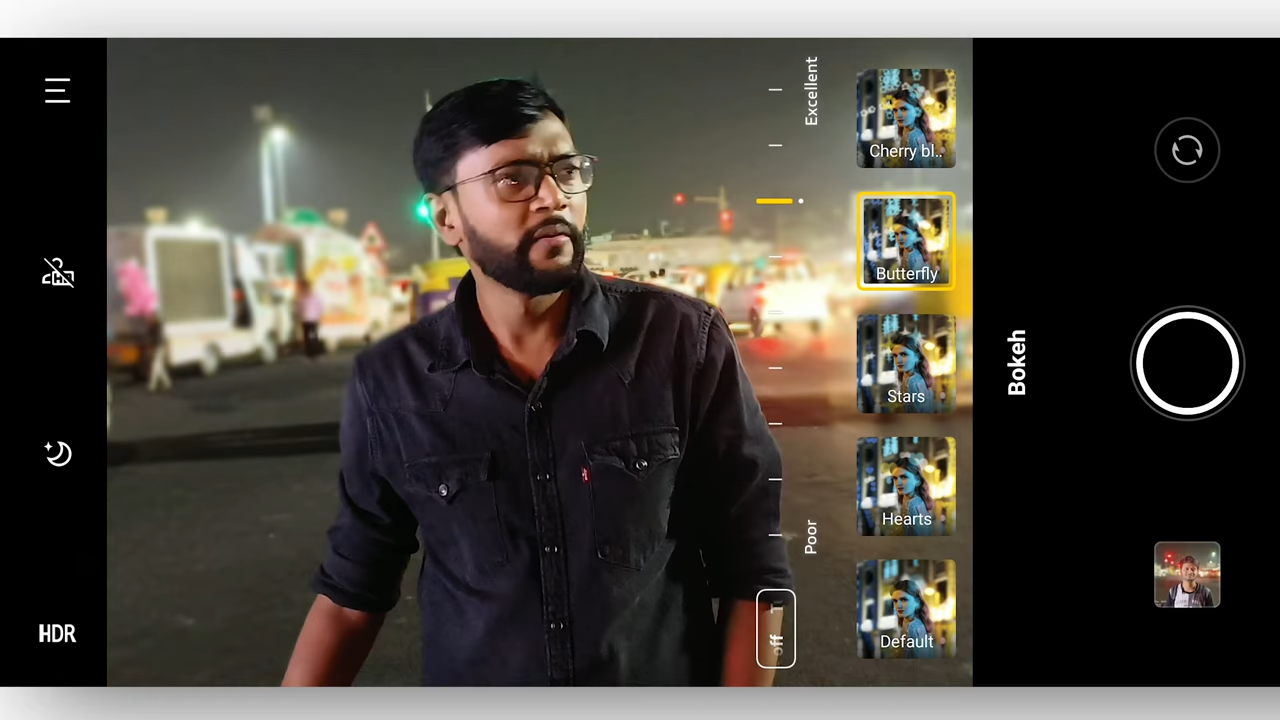 HDR
Excellent
Poor
off
Cherry bl..
Butterfly
Stars
Hearts
Default
Bokeh